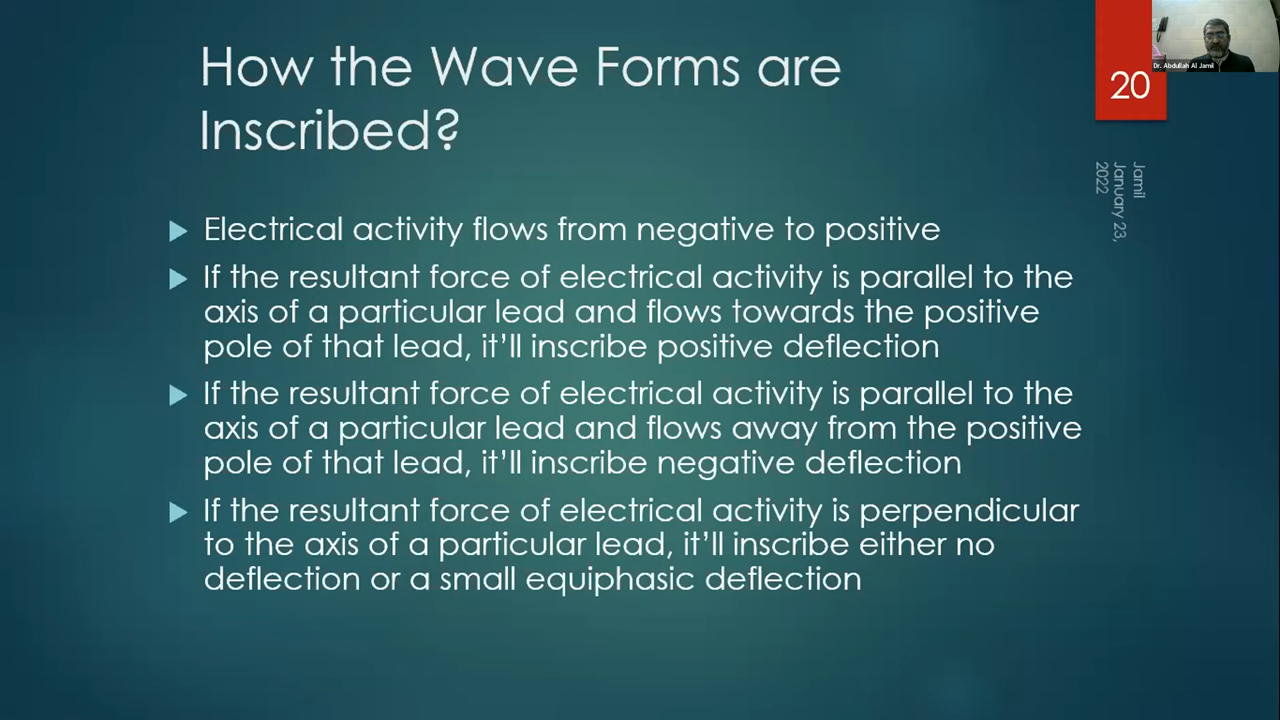 How the Wave Forms are
Inscribed?
20
Dr. Abdullah Al Jamil
Jamil
January 23,
2022
Electrical activity flows from negative to positive
If the resultant force of electrical activity is parallel to the
axis of a particular lead and flows towards the positive
pole of that lead, it’ll inscribe positive deflection
If the resultant force of electrical activity is parallel to the
axis of a particular lead and flows away from the positive
pole of that lead, it’ll inscribe negative deflection
If the resultant force of electrical activity is perpendicular
to the axis of a particular lead, it’ll inscribe either no
deflection or a small equiphasic deflection